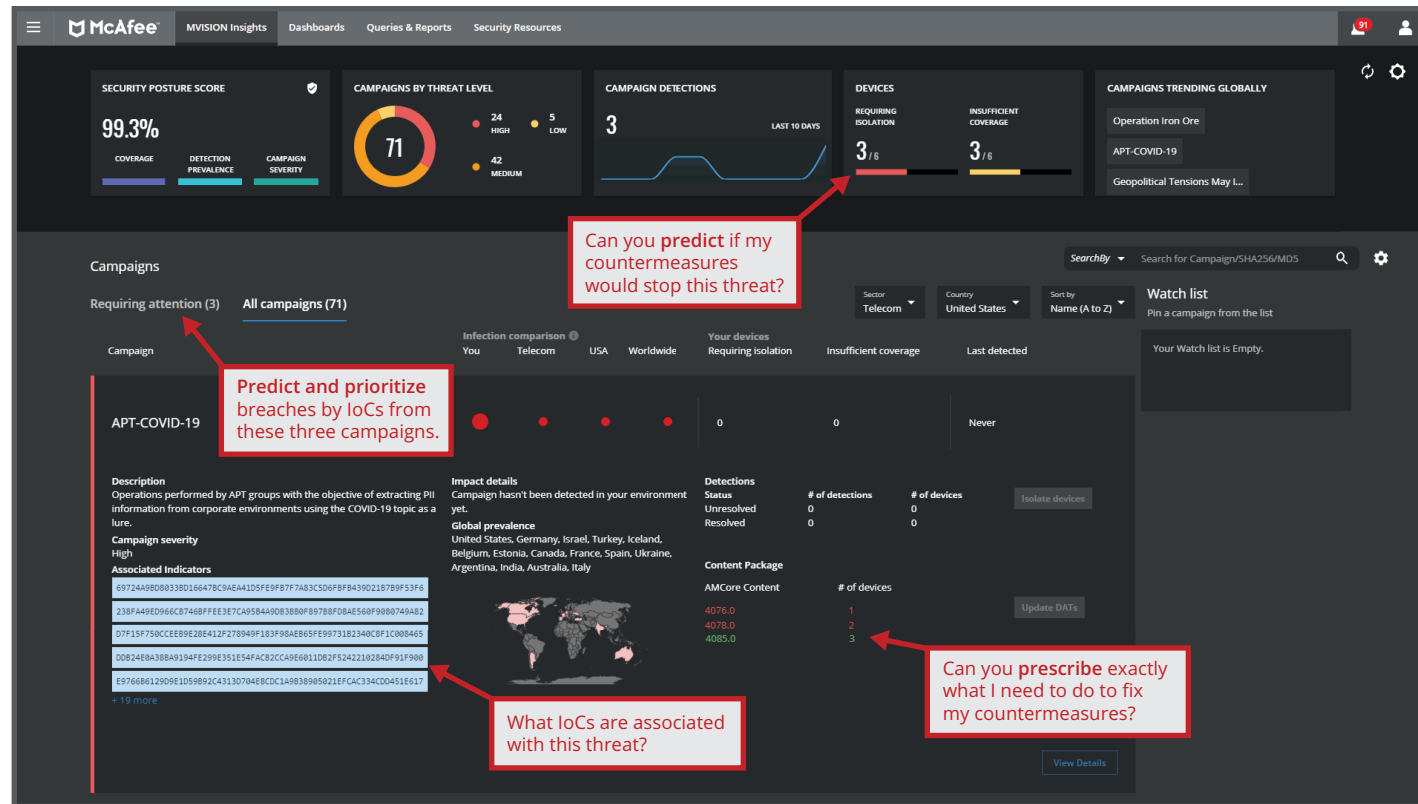 McAfee™
MVISION Insights
Dashboards
Queries & Reports
Security Resources
91
SECURITY POSTURE SCORE
99.3%
COVERAGE
DETECTION
PREVALENCE
CAMPAIGN
SEVERITY
CAMPAIGNS BY THREAT LEVEL
71
24
HIGH
5
LOW
42
MEDIUM
CAMPAIGN DETECTIONS
3
LAST 10 DAYS
DEVICES
REQUIRING
ISOLATION
3/6
INSUFFICIENT
COVERAGE
3/6
CAMPAIGNS TRENDING GLOBALLY
Operation Iron Ore
APT-COVID-19
Geopolitical Tensions May I...
Can you predict if my
countermeasures
would stop this threat?
Campaigns
SearchBy
Search for Campaign/SHA256/MD5
Requiring attention (3)
All campaigns (71)
Sector
Telecom
Country
United States
Sort by
Name (A to Z)
Watch list
Pin a campaign from the list
Your Watch list is Empty.
Campaign
Infection comparison
You
Telecom
USA
Worldwide
Your devices
Requiring isolation
Insufficient coverage
Last detected
Predict and prioritize
breaches by IoCs from
these three campaigns.
APT-COVID-19
0
0
Never
Description
Operations performed by APT groups with the objective of extracting PII
information from corporate environments using the COVID-19 topic as a
lure.
Campaign severity
High
Associated Indicators
69724A9BD8033BD16647BC9AEA41D5FE9FB7F7A83C5D6FBFB439D21B7B9F53F6
238FA49ED966CB746BFFEE3E7CA95B4A9DB38B0F897B8FDBAE560F9080749A82
D7F15F750CCEEB9E28E412F278949F183F98AEB65FE99731B2340C8F1C008465
DDB24E0A38BA9194FE299E351E54FACB2CCA9E6011DB2F5242210284DF91F900
E9766B6129D9E1D59B92C4313D704E8CDC1A9B38905021EFCAC334CDD451E617
+ 19 more
Impact details
Campaign hasn't been detected in your environment
yet.
Global prevalence
United States, Germany, Israel, Turkey, Iceland,
Belgium, Estonia, Canada, France, Spain, Ukraine,
Argentina, India, Australia, Italy
Detections
Status
# of detections
# of devices
Unresolved
0
0
Resolved
0
0
Isolate devices
Content Package
AMCore Content
# of devices
4076.0
1
4078.0
2
4085.0
3
Update DATs
What IoCs are associated
with this threat?
Can you prescribe exactly
what I need to do to fix
my countermeasures?
View Details